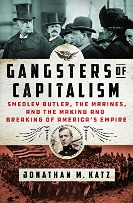 GANGSTERS OF
CAPITALISM
SMEDLEY BUTLER, THE MARINES,
AND THE MAKING AND
BREAKING OF AMERICA'S EMPIRE
JONATHAN M. KATZ